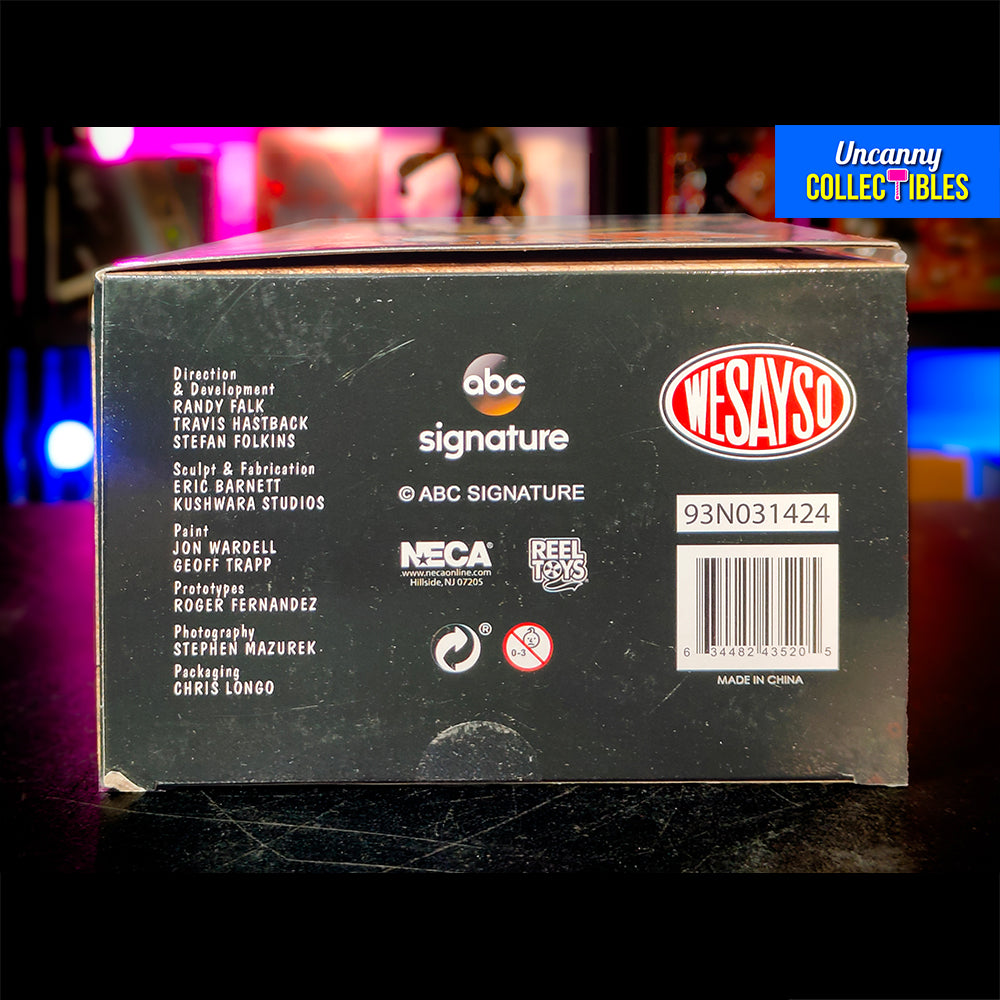 Uncanny
COLLECTIBLES
Direction
& Development
RANDY FALK
TRAVIS HASTBACK
STEFAN FOLKINS
Sculpt & Fabrication
ERIC BARNETT
KUSHWARA STUDIOS
Paint
JON WARDELL
GEOFF TRAPP
Prototypes
ROGER FERNANDEZ
Photography
STEPHEN MAZUREK
Packaging
CHRIS LONGO
abc
signature
© ABC SIGNATURE
NECA®
www.necaonline.com
Hillside, NJ 07205
REEL
TOYS
®
0-3
WESAYSO
93N031424
6 34482 43520 5
MADE IN CHINA